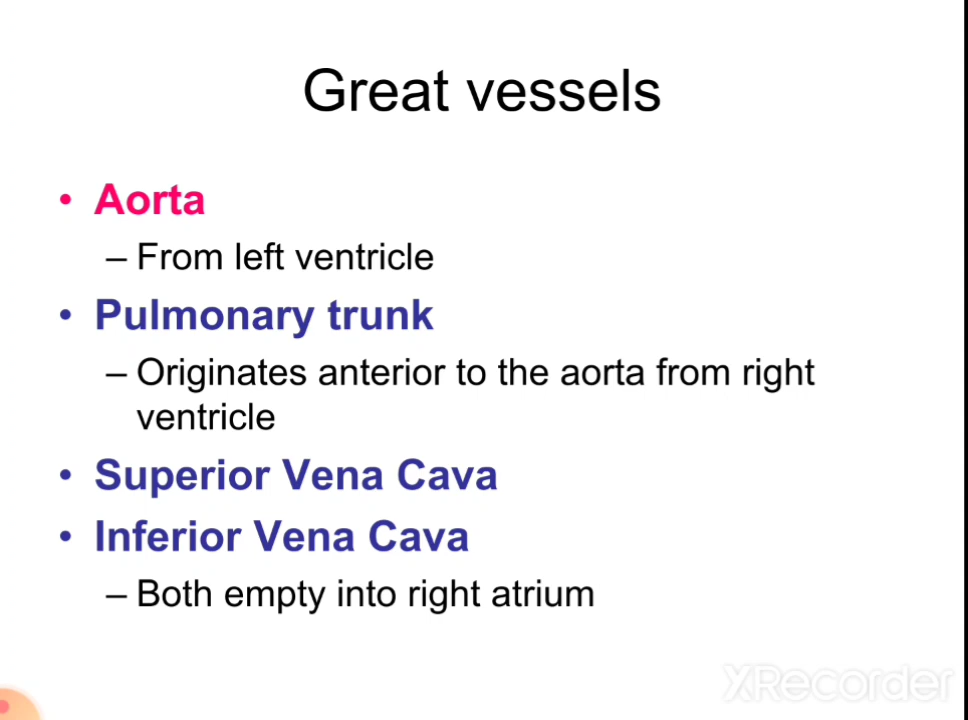 Great vessels
• Aorta
– From left ventricle
• Pulmonary trunk
– Originates anterior to the aorta from right
ventricle
• Superior Vena Cava
• Inferior Vena Cava
– Both empty into right atrium
XRecorder